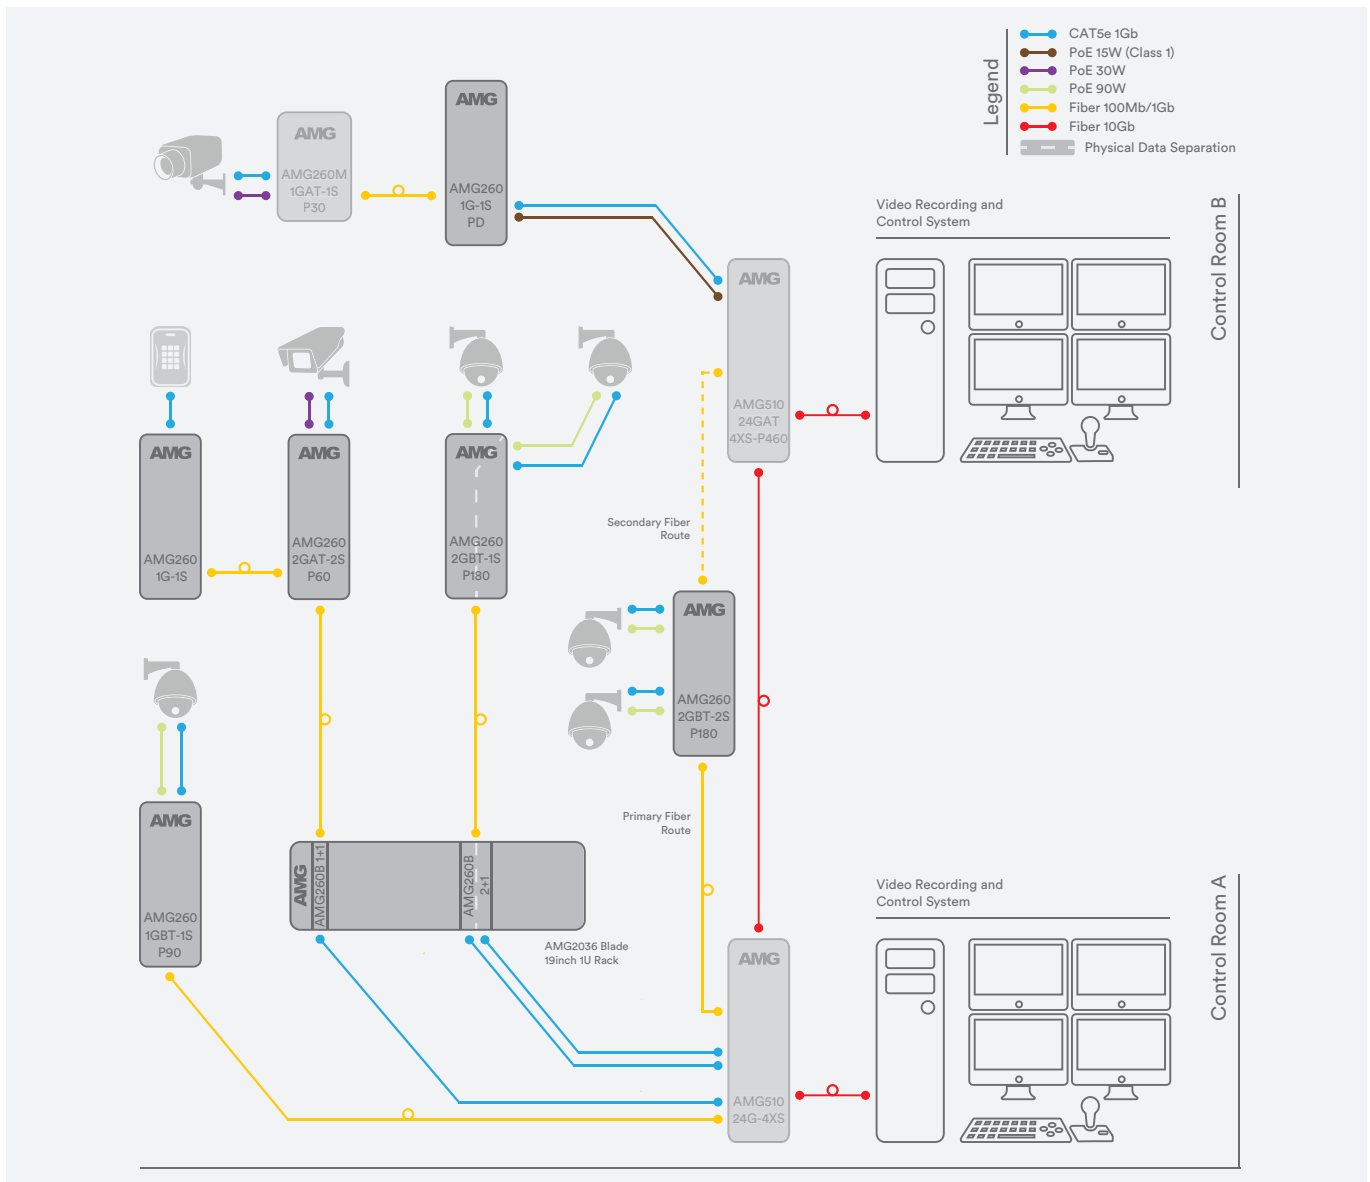 Legend
CAT5e 1Gb
PoE 15W (Class 1)
PoE 30W
PoE 90W
Fiber 100Mb/1Gb
Fiber 10Gb
Physical Data Separation
AMG
AMG260M
1GAT-1S
P30
AMG
AMG260
1G-1S
PD
AMG
AMG510
24GAT
4XS-P460
Video Recording and
Control System
Control Room B
AMG
AMG260
1G-1S
AMG
AMG260
2GAT-2S
P60
AMG
AMG260
2GBT-1S
P180
Secondary Fiber
Route
AMG
AMG260
2GBT-2S
P180
Primary Fiber
Route
AMG
AMG260
1GBT-1S
P90
AMG
AMG260B 1+1
AMG260B
2+1
AMG2036 Blade
19inch 1U Rack
AMG
AMG510
24G-4XS
Video Recording and
Control System
Control Room A